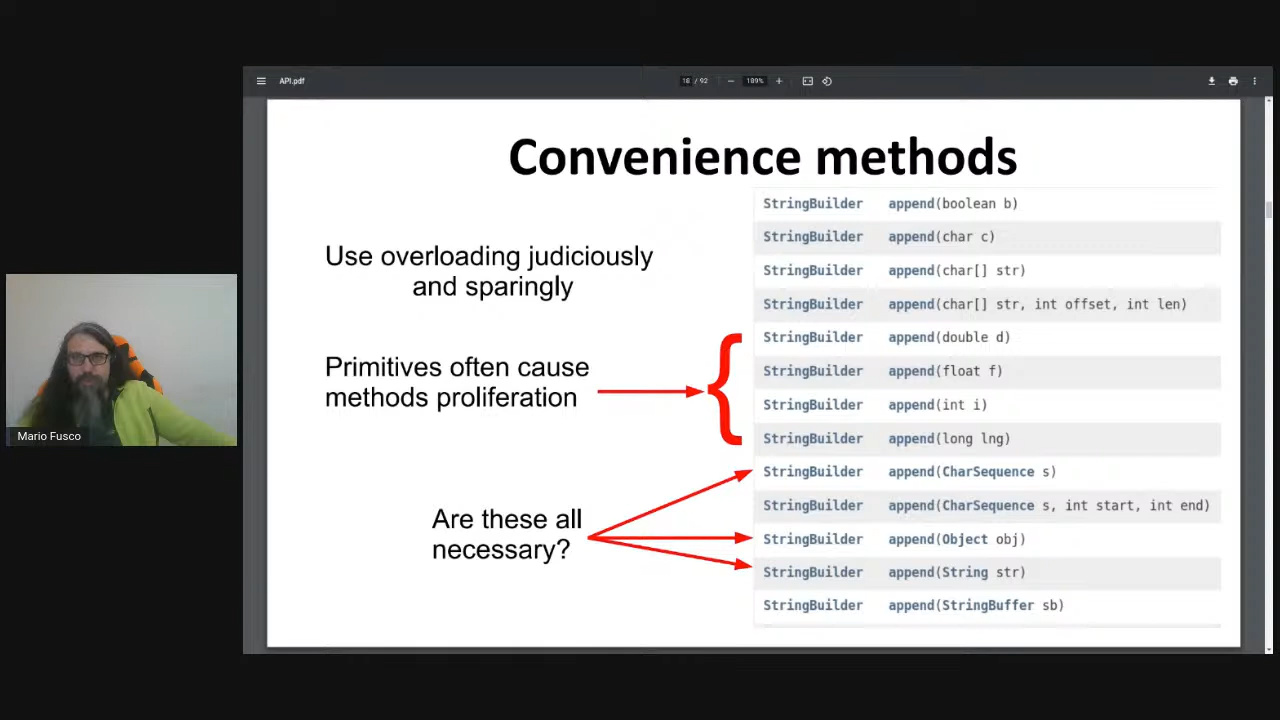 API.pdf
16 / 92
189%
Convenience methods
Use overloading judiciously
and sparingly
Primitives often cause
methods proliferation
Are these all
necessary?
StringBuilder append(boolean b)
StringBuilder append(char c)
StringBuilder append(char[] str)
StringBuilder append(char[] str, int offset, int len)
StringBuilder append(double d)
StringBuilder append(float f)
StringBuilder append(int i)
StringBuilder append(long lng)
StringBuilder append(CharSequence s)
StringBuilder append(CharSequence s, int start, int end)
StringBuilder append(Object obj)
StringBuilder append(String str)
StringBuilder append(StringBuffer sb)
Mario Fusco